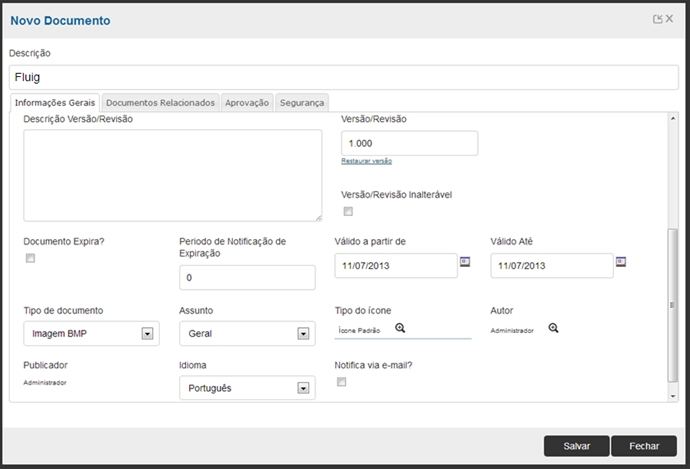 Novo Documento
Descrição
Fluig
Informações Gerais Documentos Relacionados Aprovação Segurança
Descrição Versão/Revisão Versão/Revisão
1.000
Restaurar versão
Versão/Revisão Inalterável
Documento Expira? Periodo de Notificação de Expiração Válido a partir de Válido Até
0 11/07/2013 11/07/2013
Tipo de documento Assunto Tipo do ícone Autor
Imagem BMP Geral Ícone Padrão Administrador
Publicador Idioma Notifica via e-mail?
Administrador Português
Salvar Fechar